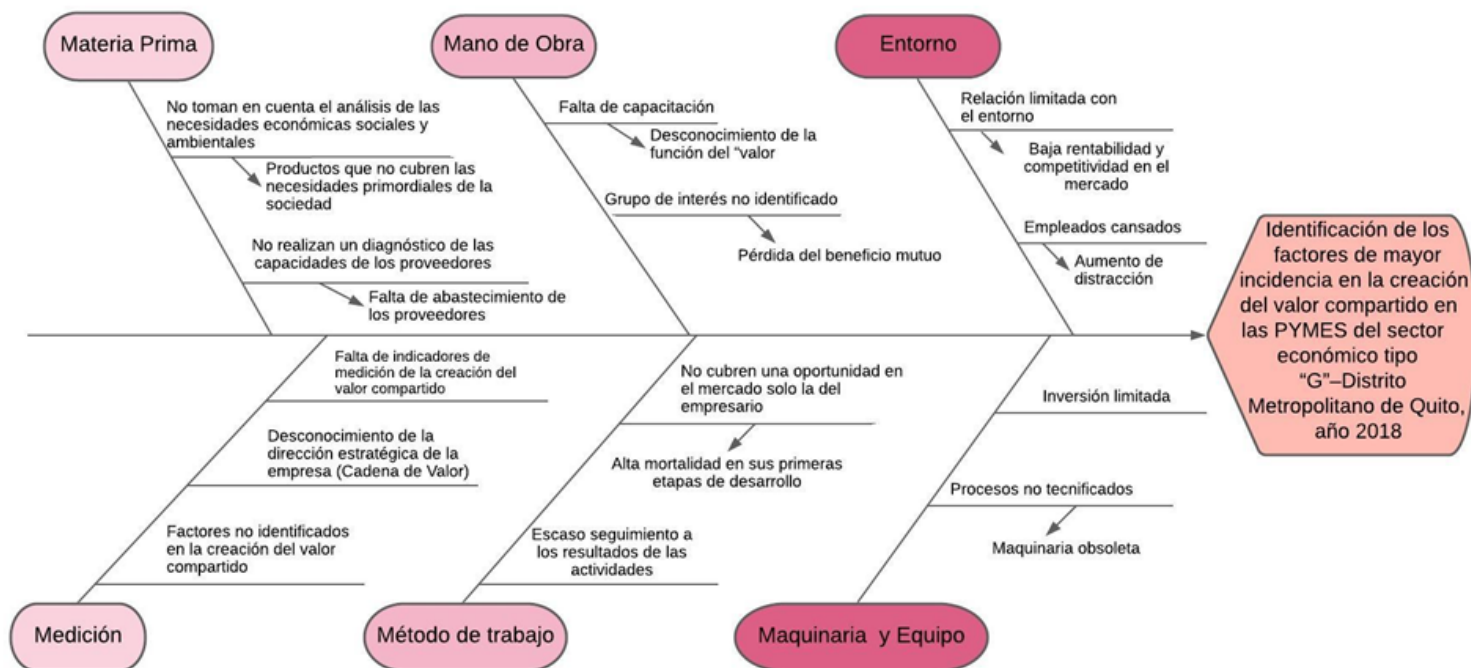 Materia Prima
Mano de Obra
Entorno
No toman en cuenta el análisis de las
necesidades económicas sociales y
ambientales
Productos que no cubren las
necesidades primordiales de la
sociedad
No realizan un diagnóstico de las
capacidades de los proveedores
Falta de abastecimiento de
los proveedores
Falta de capacitación
Desconocimiento de la
función del “valor
Grupo de interés no identificado
Pérdida del beneficio mutuo
Relación limitada con
el entorno
Baja rentabilidad y
competitividad en el
mercado
Empleados cansados
Aumento de
distracción
Identificación de los
factores de mayor
incidencia en la creación
del valor compartido en
las PYMES del sector
económico tipo
“G”–Distrito
Metropolitano de Quito,
año 2018
Falta de indicadores de
medición de la creación del
valor compartido
Desconocimiento de la
dirección estratégica de la
empresa (Cadena de Valor)
Factores no identificados
en la creación del valor
compartido
No cubren una oportunidad en
el mercado solo la del
empresario
Alta mortalidad en sus primeras
etapas de desarrollo
Escaso seguimiento a
los resultados de las
actividades
Inversión limitada
Procesos no tecnificados
Maquinaria obsoleta
Medición
Método de trabajo
Maquinaria y Equipo